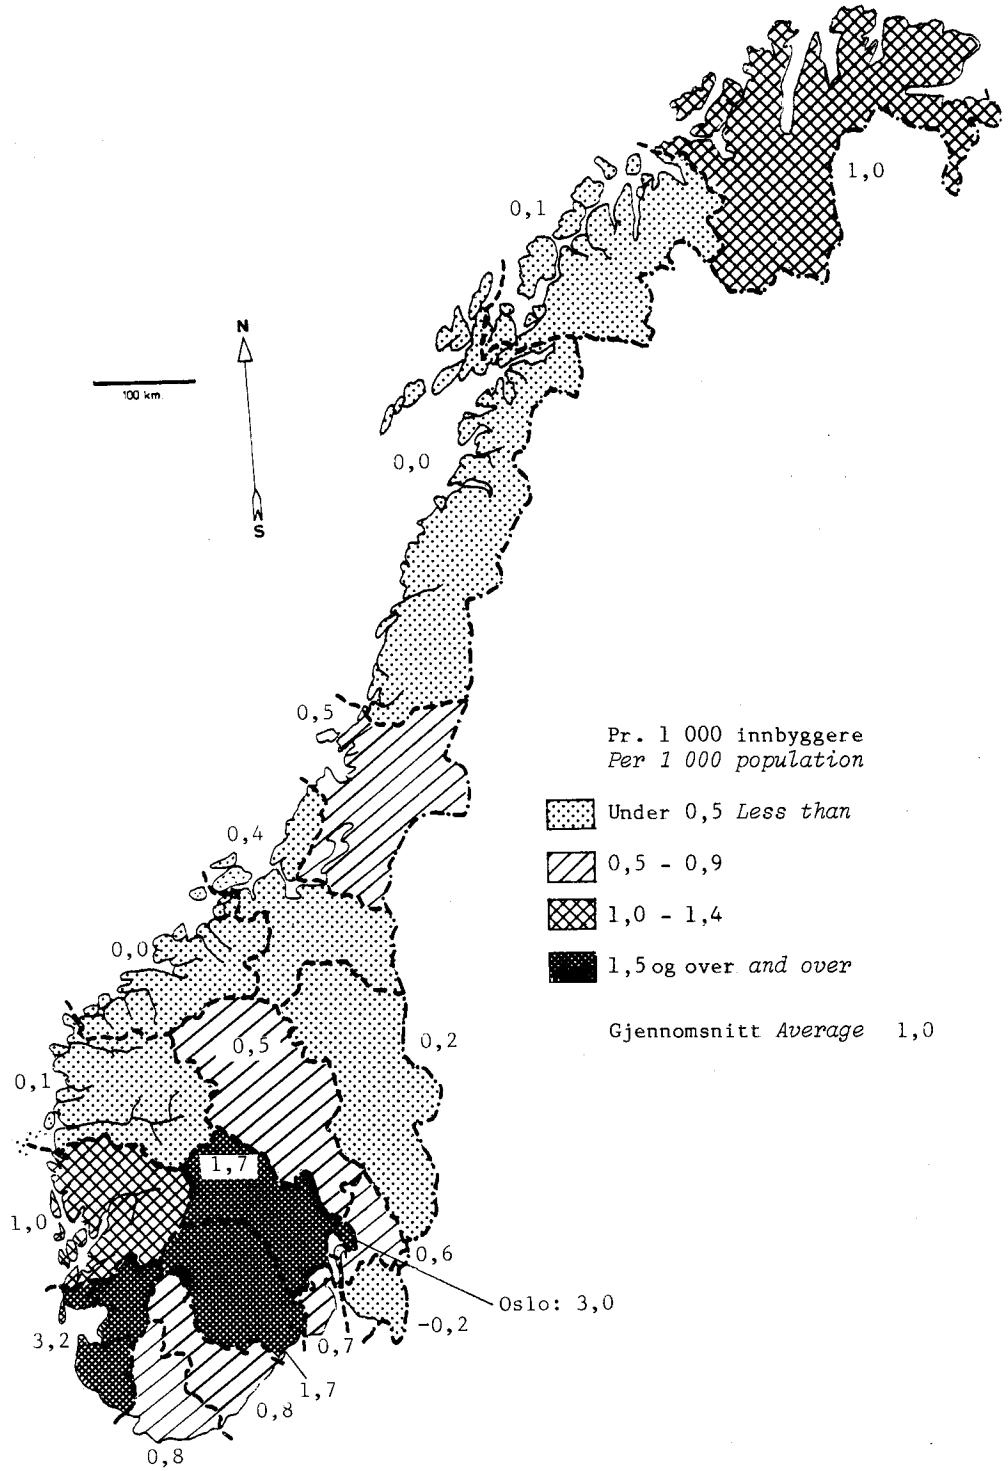 1,0
0,1
N
100 km.
0,0
S
0,5
Pr. 1 000 innbyggere
Per 1 000 population
Under 0,5 Less than
0,4
0,5 - 0,9
1,0 - 1,4
0,0
1,5 og over and over
Gjennomsnitt Average 1,0
0,5
0,2
0,1
1,7
1,0
0,6
Oslo: 3,0
-0,2
3,2
0,7
1,7
0,8
0,8